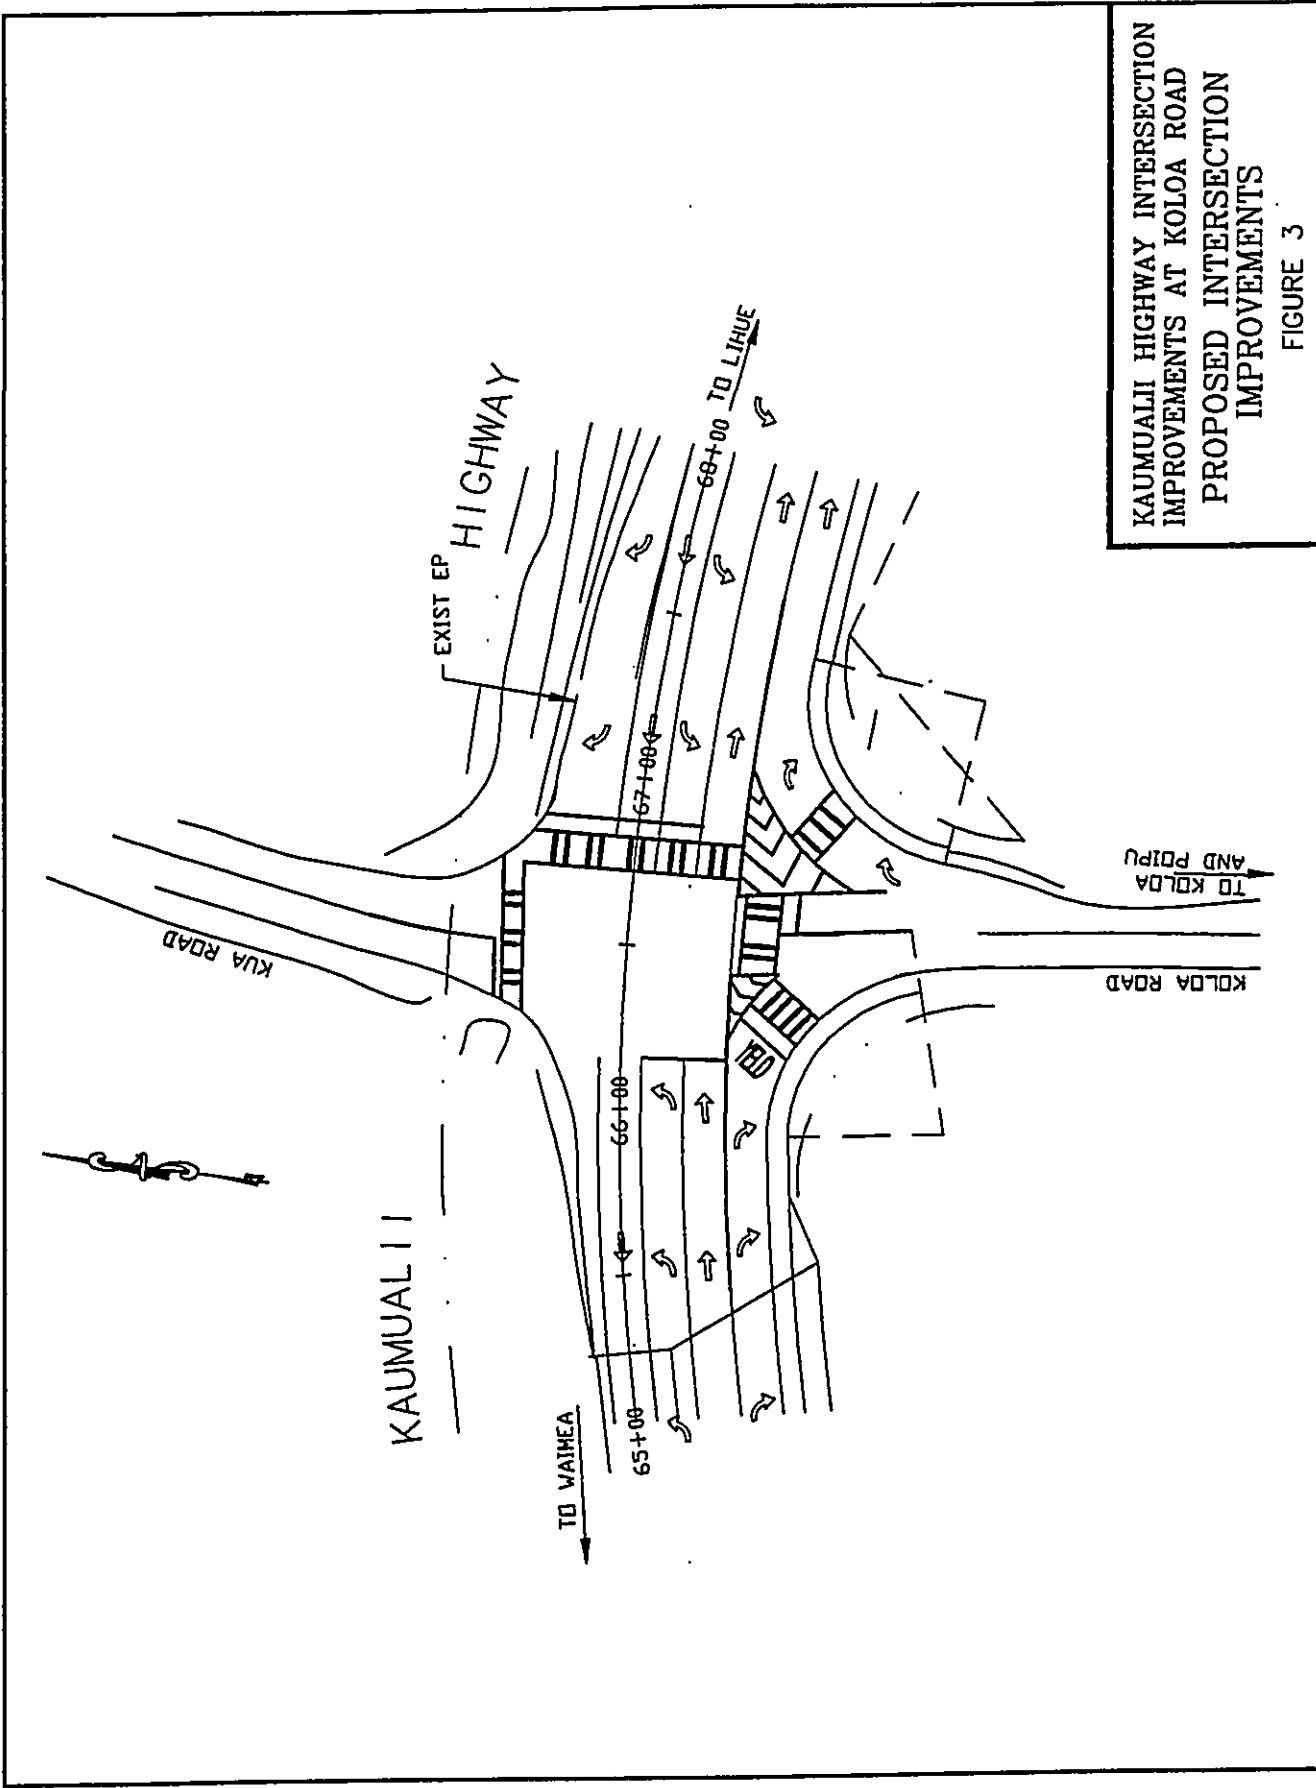 KAUMUALII HIGHWAY INTERSECTION
IMPROVEMENTS AT KOLOA ROAD
PROPOSED INTERSECTION
IMPROVEMENTS
FIGURE 3
KAUMUALII
HIGHWAY
EXIST EP
KUA ROAD
TO WAIMEA
65+00
66+00
67+00
68+00
TO LIHUE
YIELD
KOLOA ROAD
TO KOLOA
AND POIPU